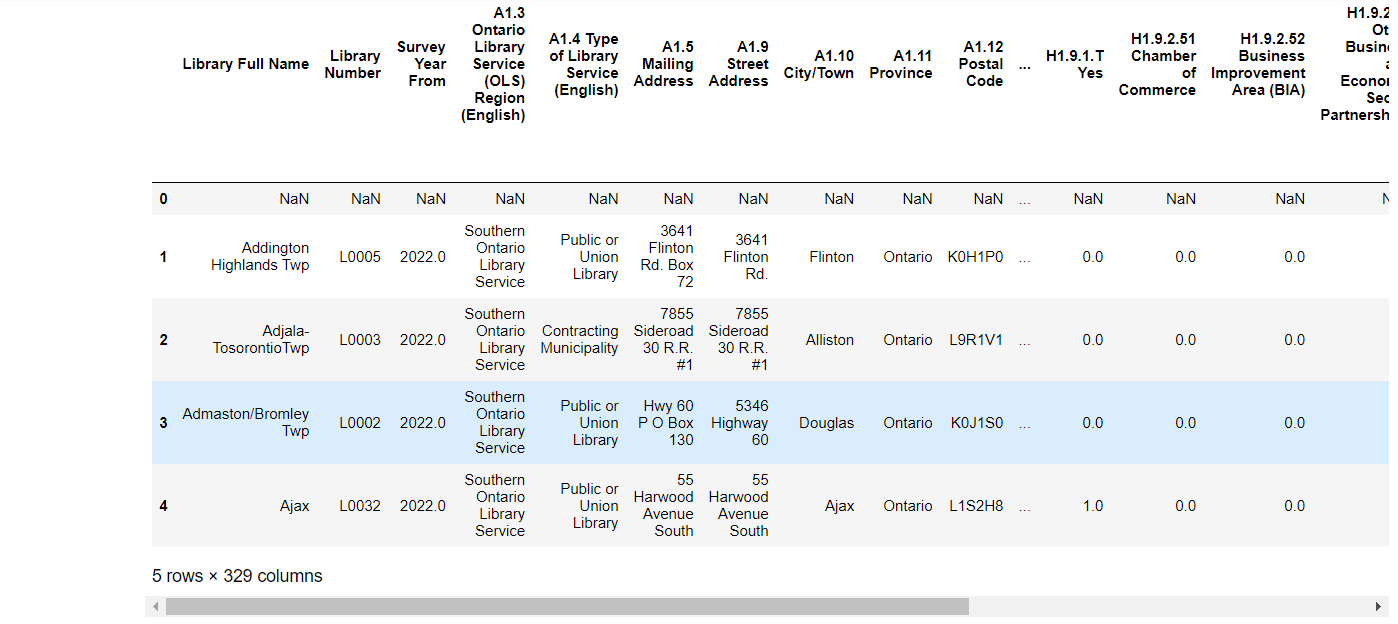 Library Full Name Library Number Survey Year From A1.3 Ontario Library Service (OLS) Region (English) A1.4 Type of Library Service (English) A1.5 Mailing Address A1.9 Street Address A1.10 City/Town A1.11 Province A1.12 Postal Code ... H1.9.1.T Yes H1.9.2.51 Chamber of Commerce H1.9.2.52 Business Improvement Area (BIA)
0 NaN NaN NaN NaN NaN NaN NaN NaN NaN NaN ... NaN NaN NaN
1 Addington Highlands Twp L0005 2022.0 Southern Ontario Library Service Public or Union Library 3641 Flinton Rd. Box 72 3641 Flinton Rd. Flinton Ontario K0H1P0 ... 0.0 0.0 0.0
2 Adjala-TosorontioTwp L0003 2022.0 Southern Ontario Library Service Contracting Municipality 7855 Sideroad 30 R.R. #1 7855 Sideroad 30 R.R. #1 Alliston Ontario L9R1V1 ... 0.0 0.0 0.0
3 Admaston/Bromley Twp L0002 2022.0 Southern Ontario Library Service Public or Union Library Hwy 60 P O Box 130 5346 Highway 60 Douglas Ontario K0J1S0 ... 0.0 0.0 0.0
4 Ajax L0032 2022.0 Southern Ontario Library Service Public or Union Library 55 Harwood Avenue South 55 Harwood Avenue South Ajax Ontario L1S2H8 ... 1.0 0.0 0.0
5 rows × 329 columns